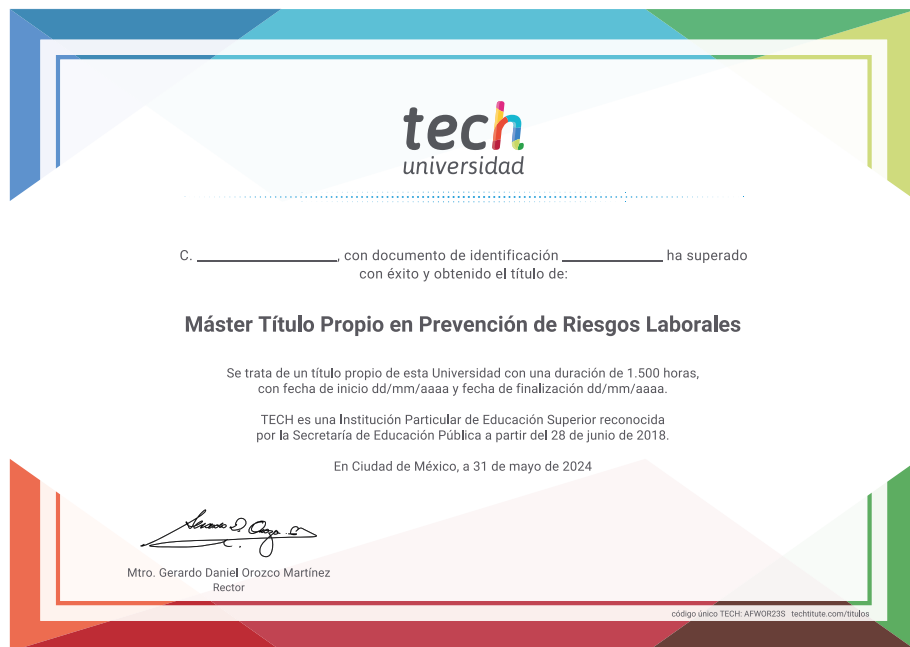 tech
universidad
C. _________________, con documento de identificación ____________ ha superado
con éxito y obtenido el título de:
Máster Título Propio en Prevención de Riesgos Laborales
Se trata de un título propio de esta Universidad con una duración de 1.500 horas,
con fecha de inicio dd/mm/aaaa y fecha de finalización dd/mm/aaaa.
TECH es una Institución Particular de Educación Superior reconocida
por la Secretaría de Educación Pública a partir del 28 de junio de 2018.
En Ciudad de México, a 31 de mayo de 2024
Mtro. Gerardo Daniel Orozco Martínez
Rector
código único TECH: AFWOR23S techtitute.com/titulos